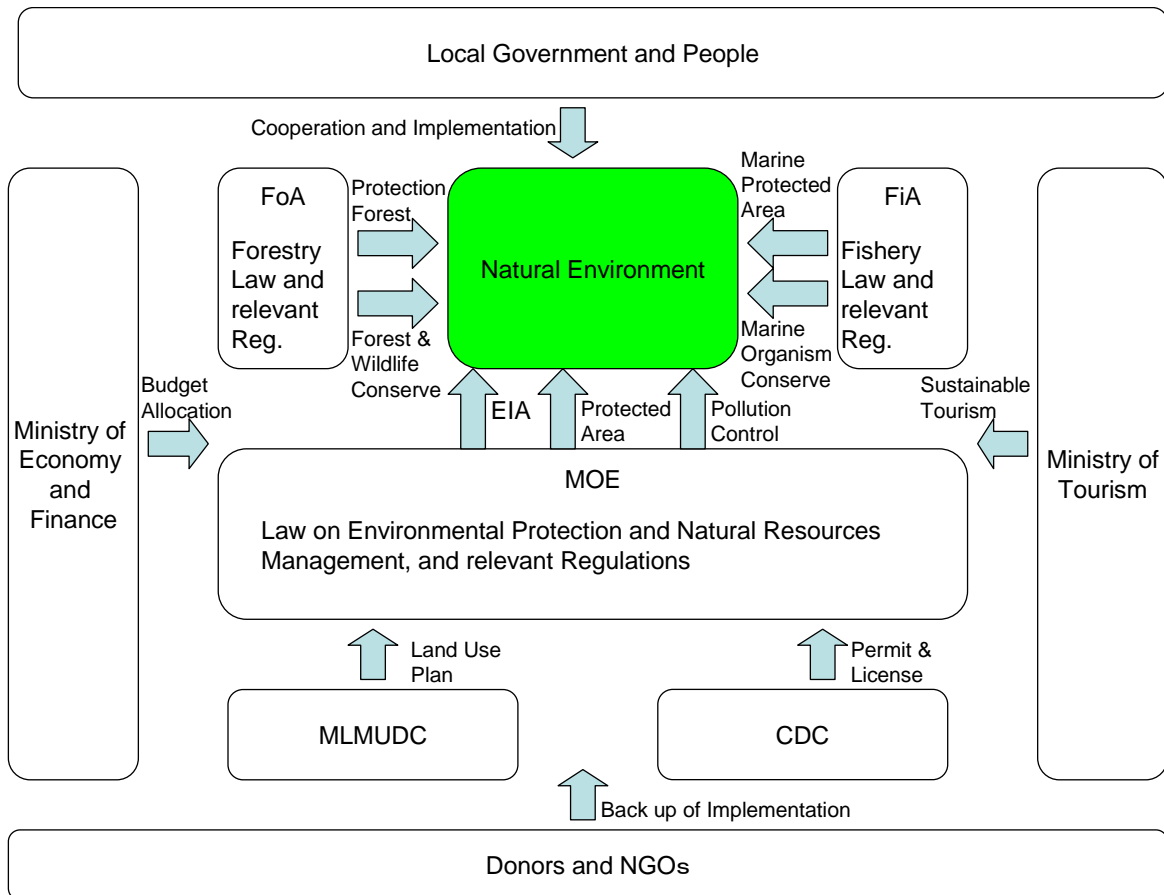 Local Government and People
Cooperation and Implementation
FoA
Forestry
Law and
relevant
Reg.
Protection
Forest
Forest &
Wildlife
Conserve
Natural Environment
Marine
Protected
Area
Marine
Organism
Conserve
FiA
Fishery
Law and
relevant
Reg.
Budget
Allocation
Ministry of
Economy
and
Finance
EIA
Protected
Area
Pollution
Control
Sustainable
Tourism
Ministry of
Tourism
MOE
Law on Environmental Protection and Natural Resources
Management, and relevant Regulations
Land Use
Plan
Permit &
License
MLMUDC
CDC
Back up of Implementation
Donors and NGOs